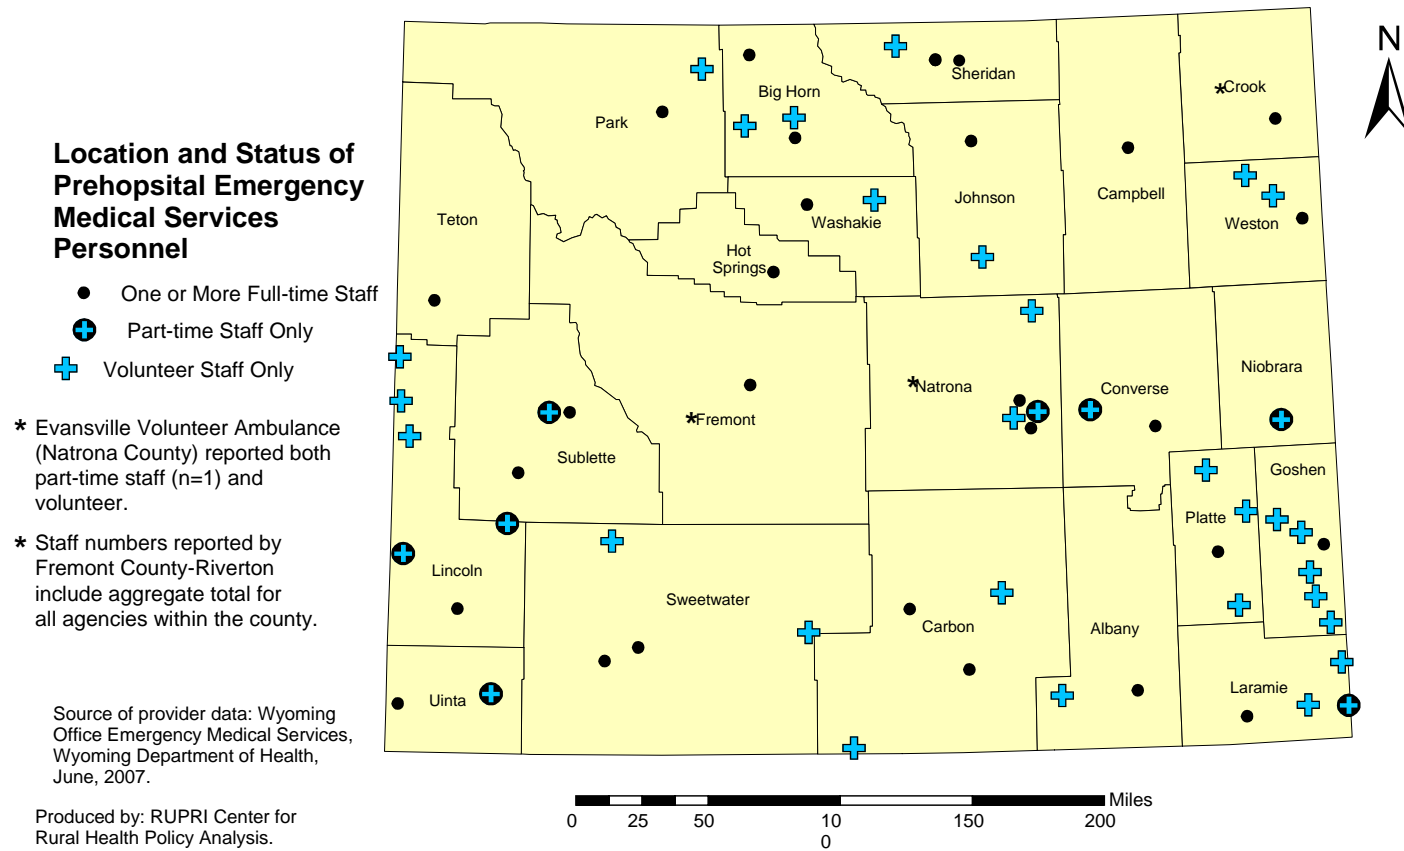 Location and Status of
Prehopsital Emergency
Medical Services
Personnel
One or More Full-time Staff
Part-time Staff Only
Volunteer Staff Only
* Evansville Volunteer Ambulance
(Natrona County) reported both
part-time staff (n=1) and
volunteer.
* Staff numbers reported by
Fremont County-Riverton
include aggregate total for
all agencies within the county.
Source of provider data: Wyoming
Office Emergency Medical Services,
Wyoming Department of Health,
June, 2007.
Produced by: RUPRI Center for
Rural Health Policy Analysis.
N
Sheridan
*Crook
Big Horn
Park
Teton
Washakie
Johnson
Campbell
Weston
Hot
Springs
Niobrara
*Natrona
Converse
*Fremont
Sublette
Goshen
Platte
Lincoln
Sweetwater
Carbon
Albany
Uinta
Laramie
Miles
0 25 50 10 150 200
0